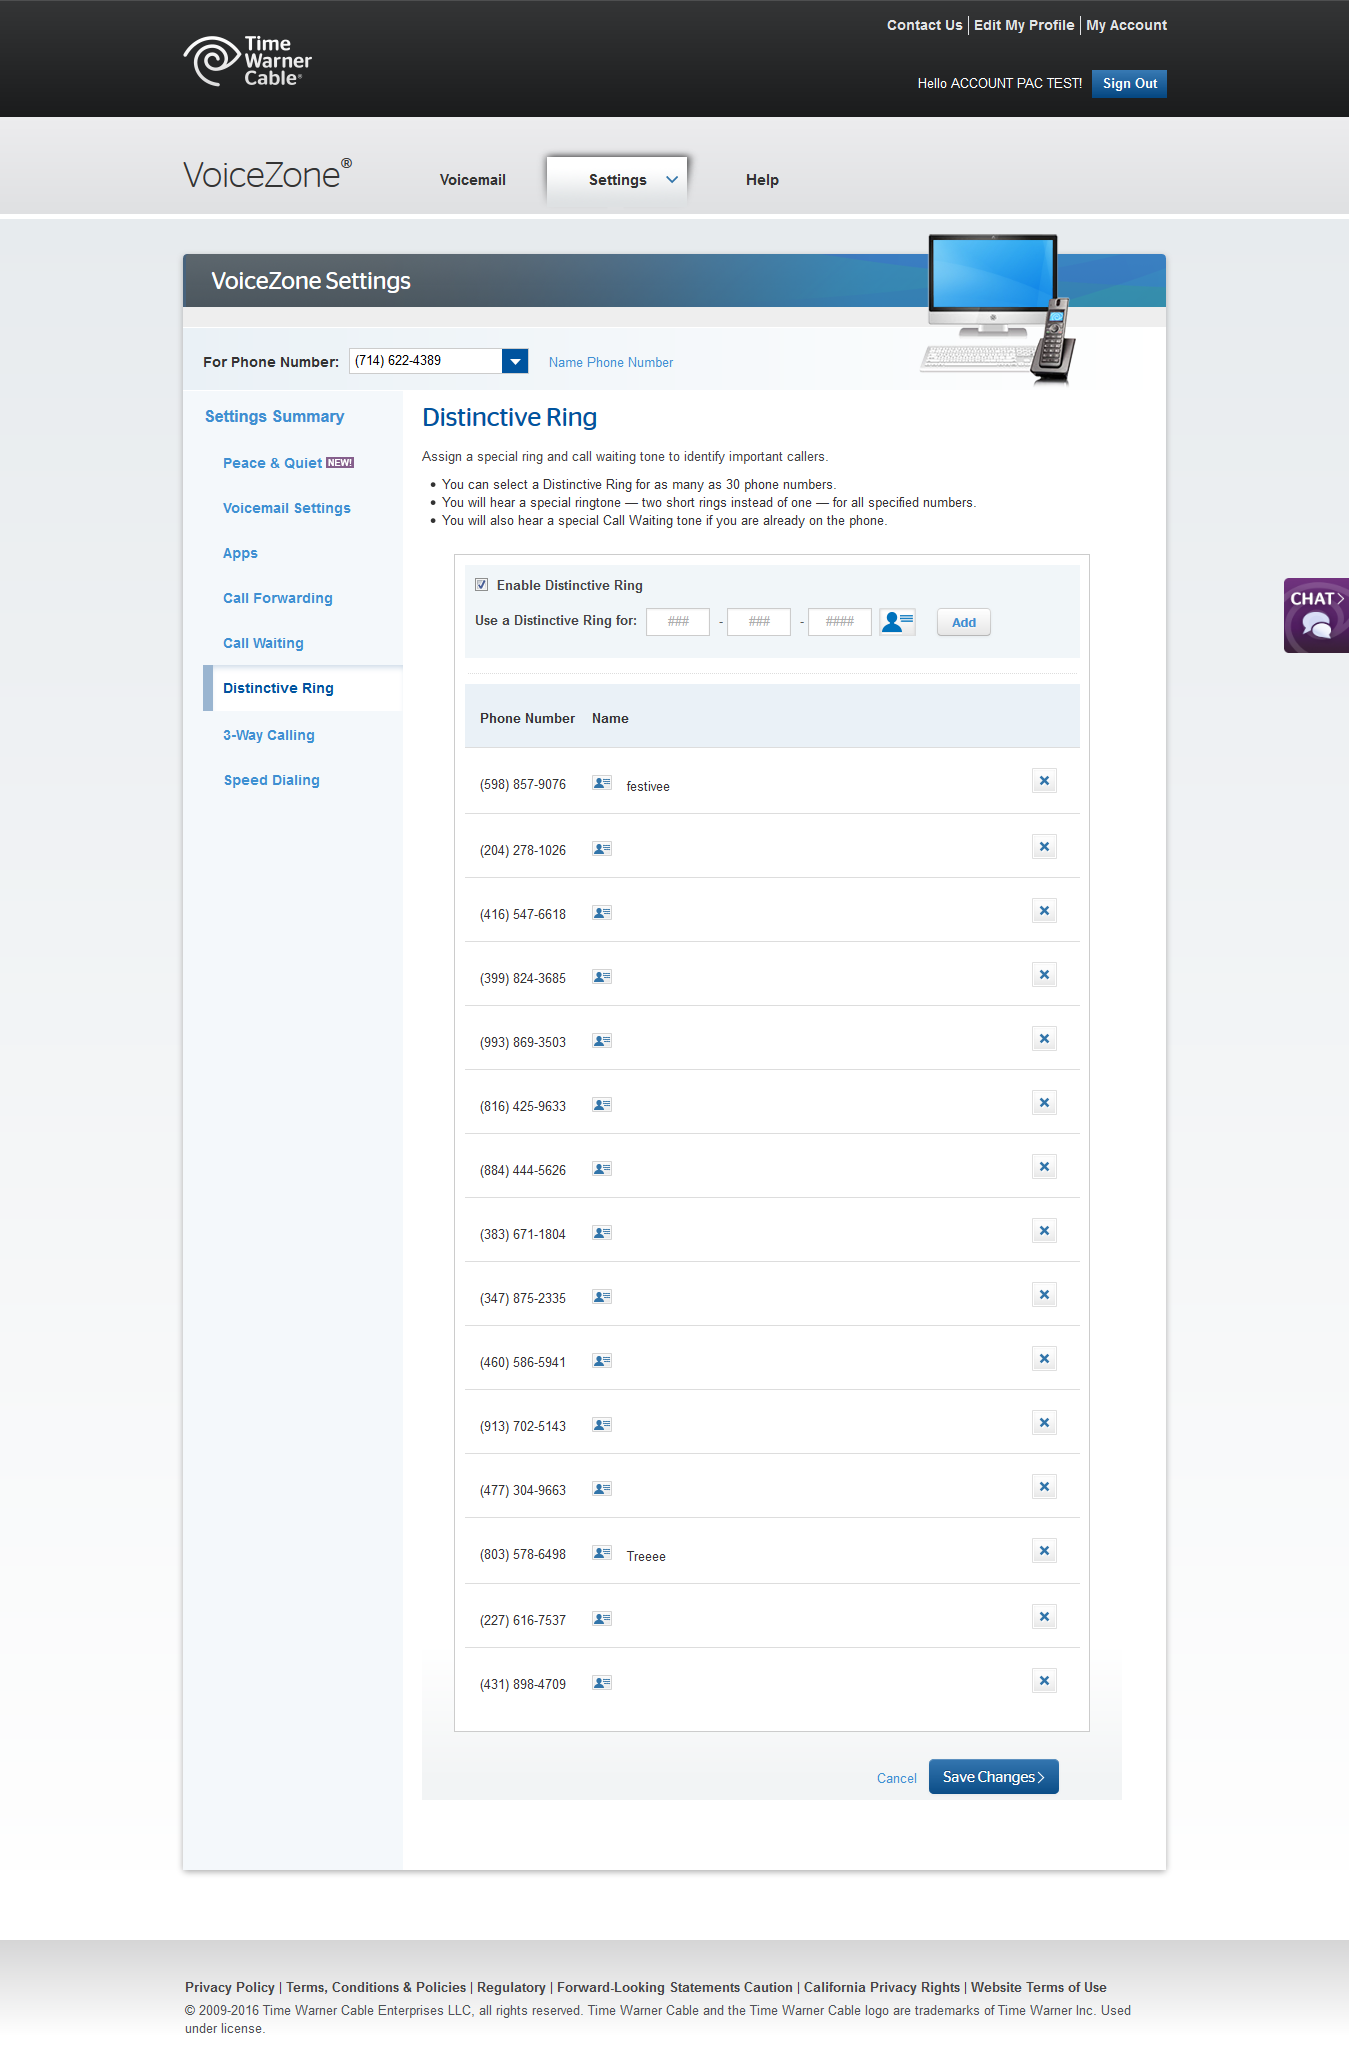 Contact Us | Edit My Profile | My Account
Time
Warner
Cable®
Hello ACCOUNT PAC TEST! Sign Out
VoiceZone® Voicemail Settings Help
VoiceZone Settings
For Phone Number: (714) 622-4389 Name Phone Number
Settings Summary
Peace & Quiet NEW!
Voicemail Settings
Apps
Call Forwarding
Call Waiting
Distinctive Ring
3-Way Calling
Speed Dialing
Distinctive Ring
Assign a special ring and call waiting tone to identify important callers.
• You can select a Distinctive Ring for as many as 30 phone numbers.
• You will hear a special ringtone — two short rings instead of one — for all specified numbers.
• You will also hear a special Call Waiting tone if you are already on the phone.
Enable Distinctive Ring
Use a Distinctive Ring for: ### - ### - #### Add
Phone Number Name
(598) 857-9076 festivee
(204) 278-1026
(416) 547-6618
(399) 824-3685
(993) 869-3503
(816) 425-9633
(884) 444-5626
(383) 671-1804
(347) 875-2335
(460) 586-5941
(913) 702-5143
(477) 304-9663
(803) 578-6498 Treeee
(227) 616-7537
(431) 898-4709
Cancel Save Changes
CHAT
Privacy Policy | Terms, Conditions & Policies | Regulatory | Forward-Looking Statements Caution | California Privacy Rights | Website Terms of Use
© 2009-2016 Time Warner Cable Enterprises LLC, all rights reserved. Time Warner Cable and the Time Warner Cable logo are trademarks of Time Warner Inc. Used
under license.